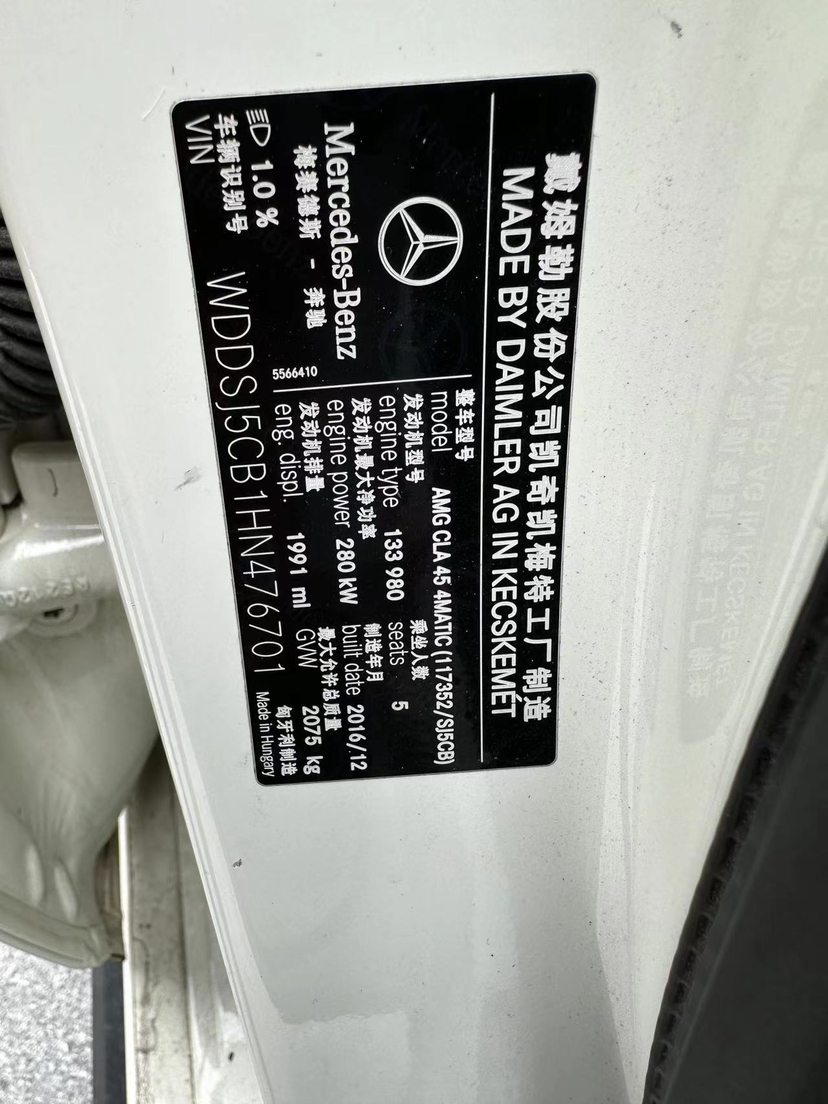 戴姆勒股份公司凯奇凯梅特工厂制造
MADE BY DAIMLER AG IN KECSKEMÉT
Mercedes-Benz
梅赛德斯 - 奔驰
5566410
整车型号
model AMG CLA 45 4MATIC (117352/SJ5CB)
发动机型号 乘坐人数
engine type 133 980 seats 5
发动机最大净功率 制造年月
engine power 280 kW built date 2016/12
发动机排量 最大允许总质量
eng. displ. 1991 ml GVW 2075 kg
1.0 %
车辆识别号 匈牙利制造
VIN WDDSJ5CB1HN476701 Made in Hungary